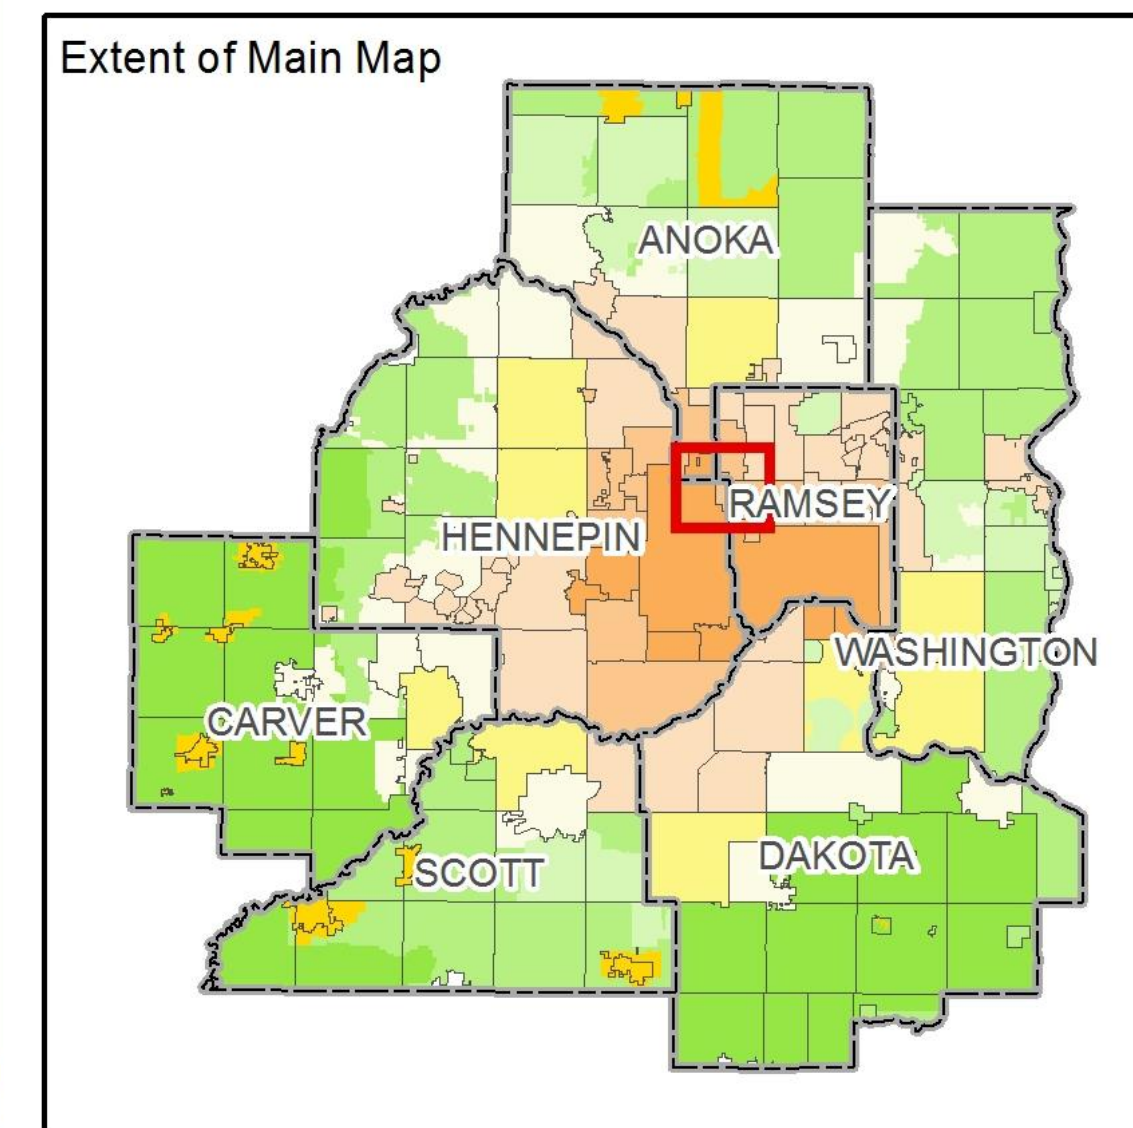 Extent of Main Map
ANOKA
RAMSEY
HENNEPIN
WASHINGTON
CARVER
DAKOTA
SCOTT